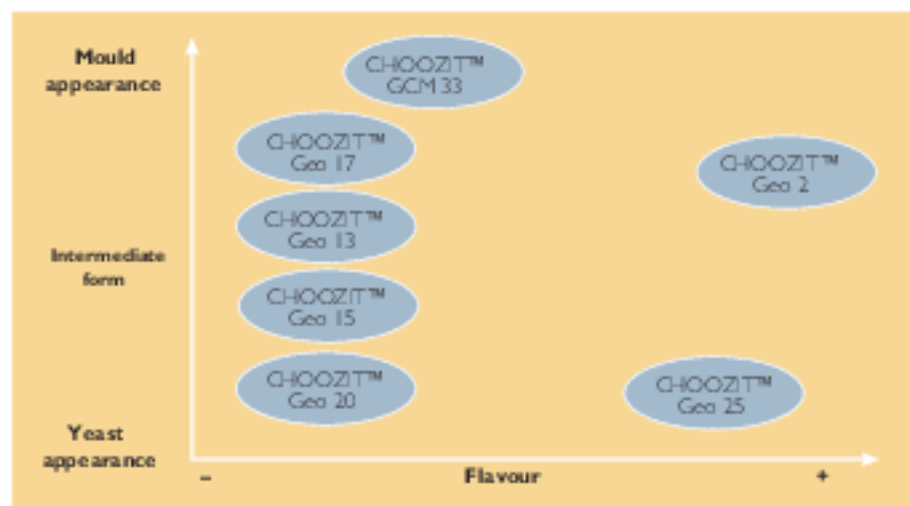 Mould
appearance
CHOOZIT™
GCM 33
CHOOZIT™
Geo 17
CHOOZIT™
Geo 2
CHOOZIT™
Geo 13
Intermediate
form
CHOOZIT™
Geo 15
CHOOZIT™
Geo 20
CHOOZIT™
Geo 25
Yeast
appearance
– Flavour +